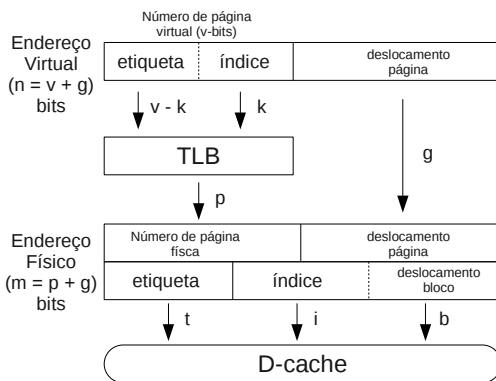 Número de página
virtual (v-bits)
Endereço
Virtual
(n = v + g)
bits
etiqueta
índice
deslocamento
página
v - k
k
g
TLB
p
Endereço
Físico
(m = p + g)
bits
Número de página
físca
deslocamento
página
etiqueta
índice
deslocamento
bloco
t
i
b
D-cache